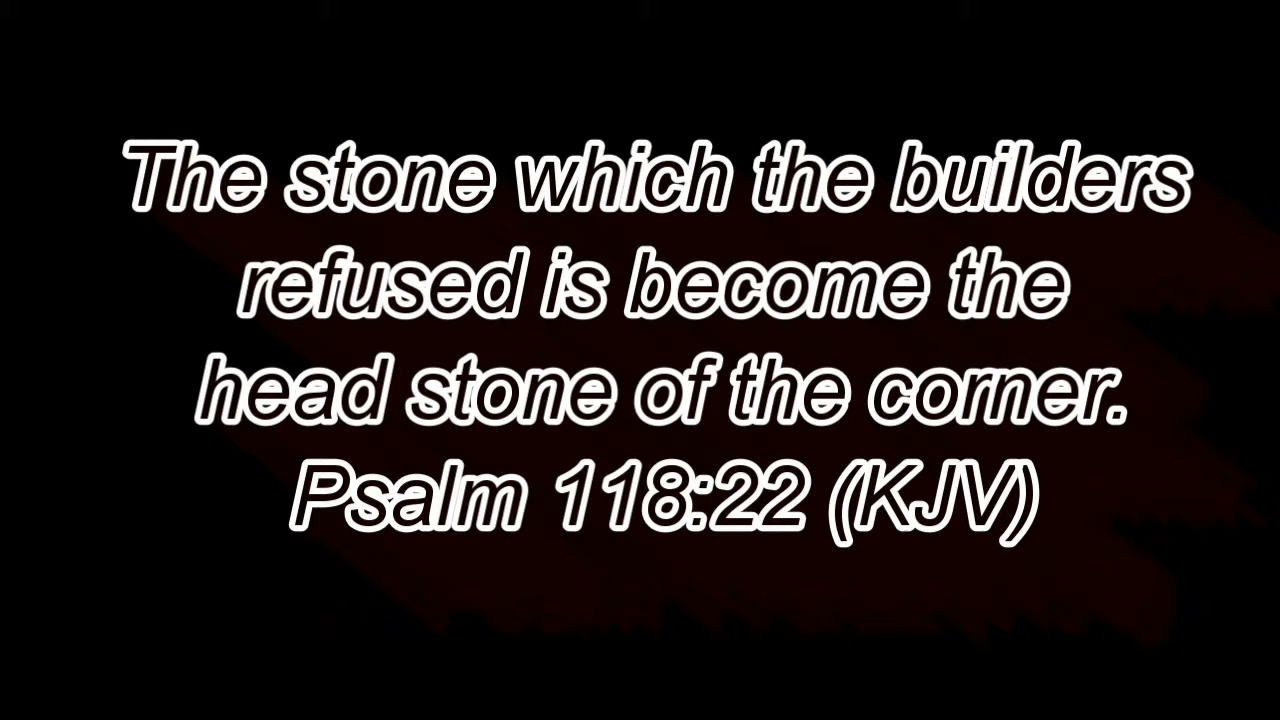 The stone which the builders
refused is become the
head stone of the corner.
Psalm 118:22 (KJV)